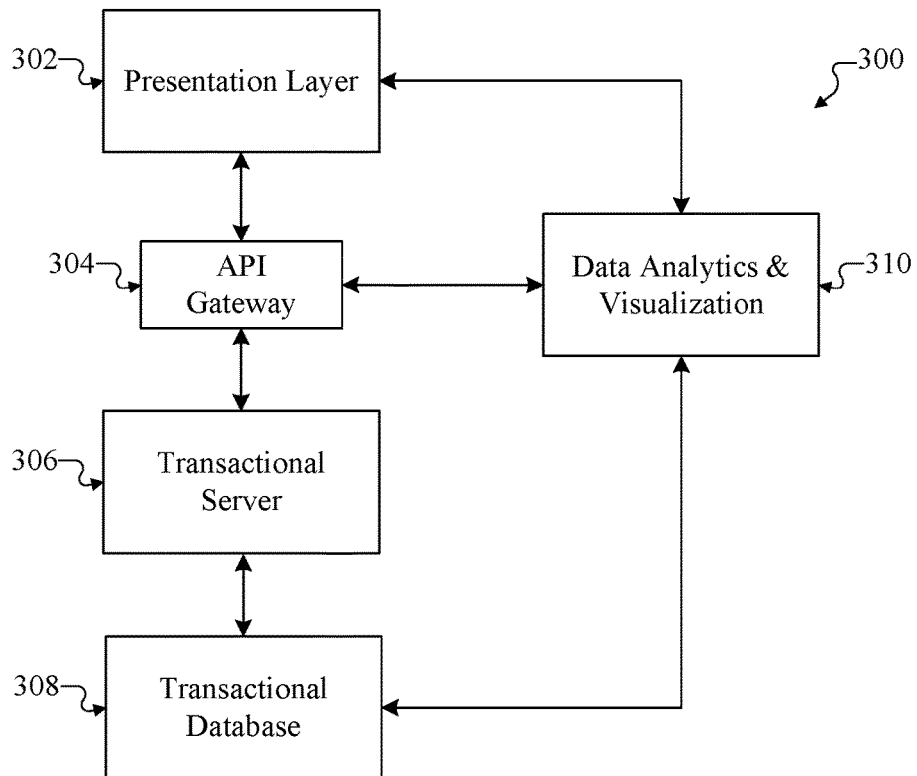 302
Presentation Layer
300
304
API
Gateway
Data Analytics &
Visualization
310
306
Transactional
Server
308
Transactional
Database